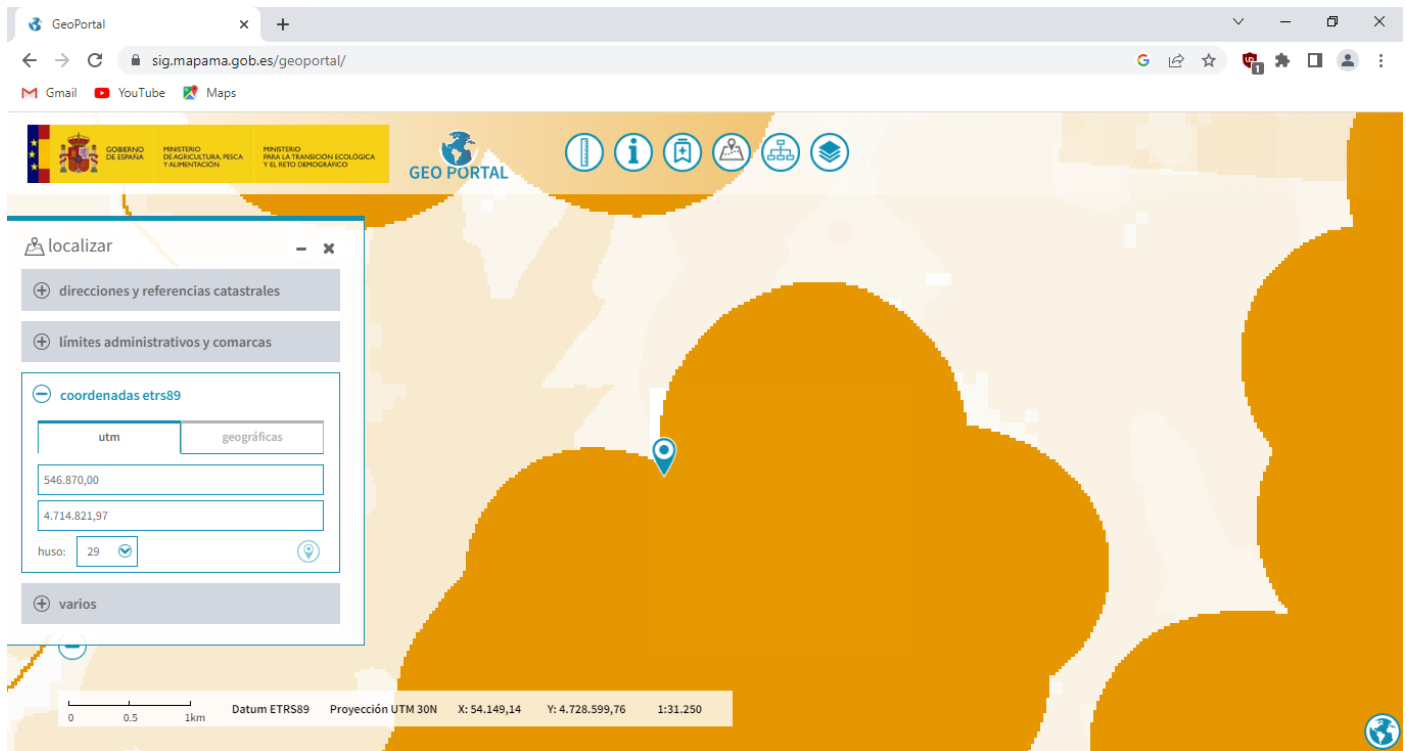 GeoPortal
sig.mapama.gob.es/geoportal/
G
1
Gmail YouTube Maps
GOBIERNO
DE ESPAÑA
MINISTERIO
DE AGRICULTURA, PESCA
Y ALIMENTACIÓN
MINISTERIO
PARA LA TRANSICIÓN ECOLÓGICA
Y EL RETO DEMOGRÁFICO
GEO PORTAL
localizar
direcciones y referencias catastrales
límites administrativos y comarcas
coordenadas etrs89
utm geográficas
546.870,00
4.714.821,97
huso: 29
varios
0 0.5 1km
Datum ETRS89 Proyección UTM 30N X: 54.149,14 Y: 4.728.599,76 1:31.250